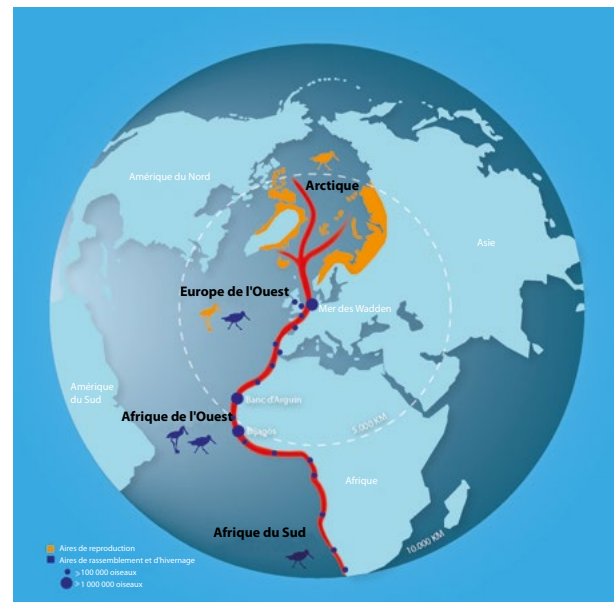 Amérique du Nord
Arctique
Asie
Europe de l'Ouest
Mer des Wadden
Amérique
du Sud
Banc d'Arguin
Afrique de l'Ouest
Bijagós
5.000 KM
Afrique
Afrique du Sud
10.000 KM
Aires de reproduction
Aires de rassemblement et d'hivernage
≥100 000 oiseaux
>1 000 000 oiseaux